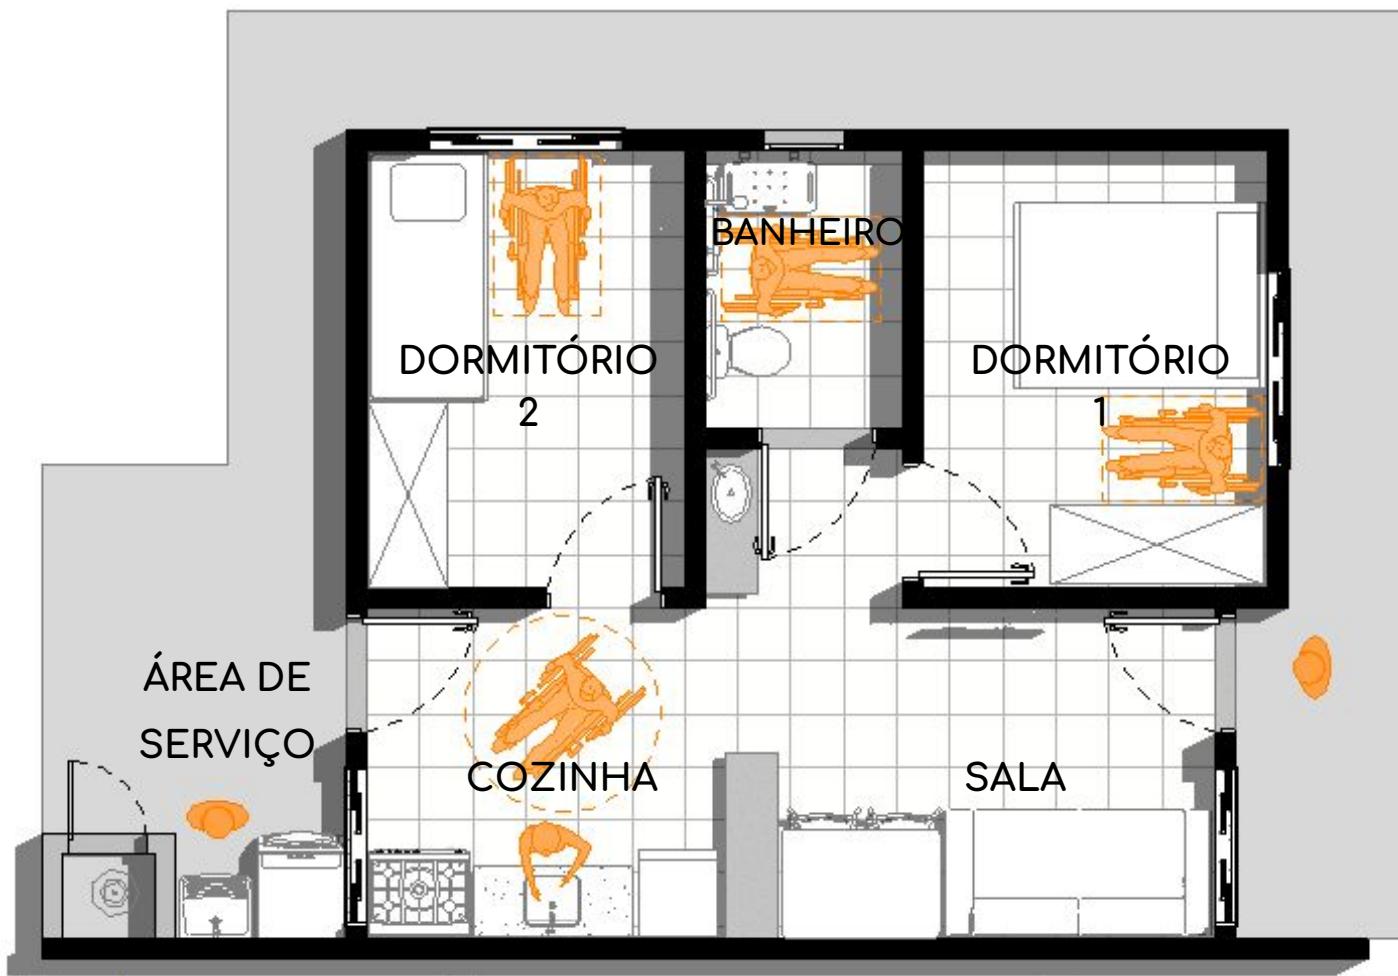 BANHEIRO
DORMITÓRIO
2
DORMITÓRIO
1
ÁREA DE
SERVIÇO
COZINHA
SALA